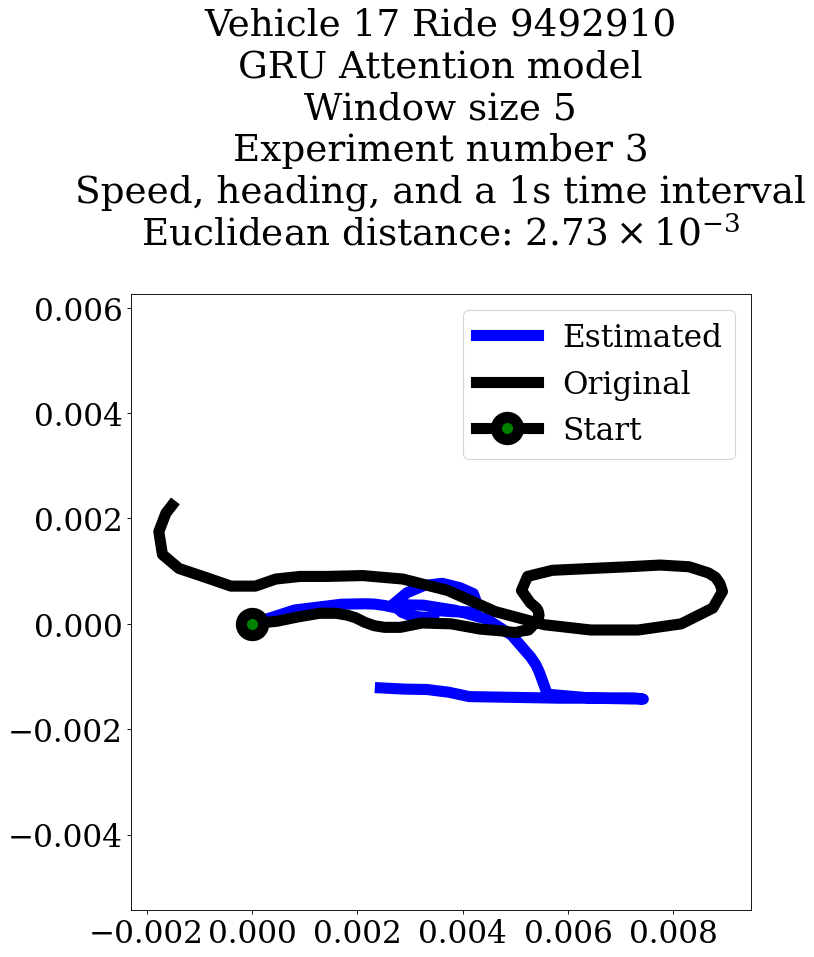 Vehicle 17 Ride 9492910
GRU Attention model
Window size 5
Experiment number 3
Speed, heading, and a 1s time interval
Euclidean distance: 2.73 × 10⁻³
Estimated
Original
Start
0.006
0.004
0.002
0.000
−0.002
−0.004
−0.002 0.000 0.002 0.004 0.006 0.008